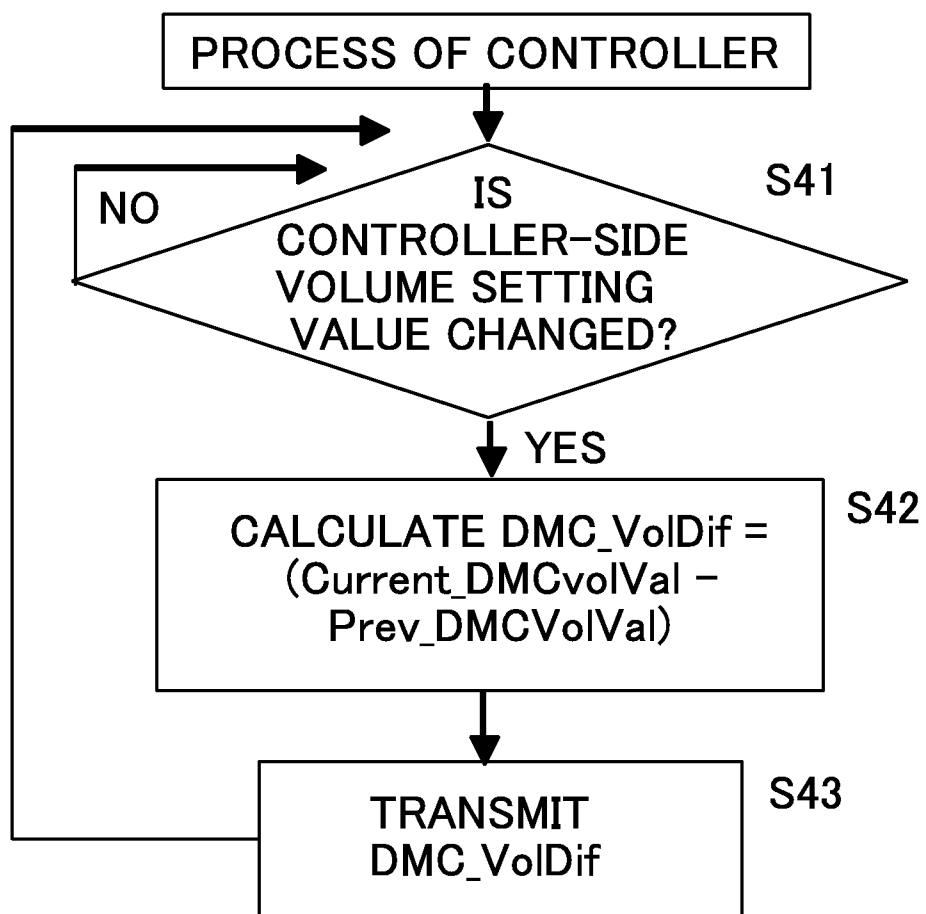 PROCESS OF CONTROLLER
S41
NO
IS
CONTROLLER-SIDE
VOLUME SETTING
VALUE CHANGED?
YES
S42
CALCULATE DMC_VolDif =
(Current_DMCvolVal -
Prev_DMCVolVal)
S43
TRANSMIT
DMC_VolDif